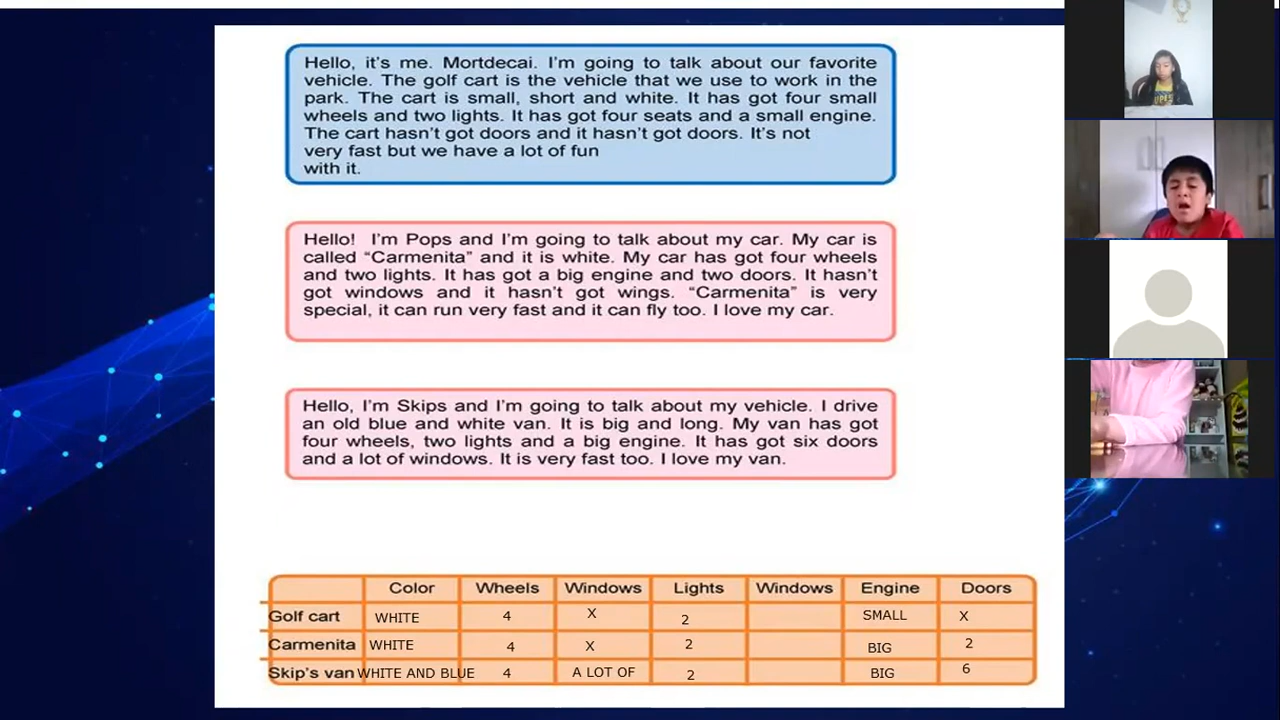 Hello, it's me. Mordecai. I'm going to talk about our favorite
vehicle. The golf cart is the vehicle that we use to work in the
park. The cart is small, short and white. It has got four small
wheels and two lights. It has got four seats and a small engine.
The cart hasn't got doors and it hasn't got doors. It's not
very fast but we have a lot of fun
with it.
Hello! I'm Pops and I'm going to talk about my car. My car is
called “Carmenita” and it is white. My car has got four wheels
and two lights. It has got a big engine and two doors. It hasn't
got windows and it hasn't got wings. “Carmenita” is very
special, it can run very fast and it can fly too. I love my car.
Hello, I'm Skips and I'm going to talk about my vehicle. I drive
an old blue and white van. It is big and long. My van has got
four wheels, two lights and a big engine. It has got six doors
and a lot of windows. It is very fast too. I love my van.
Color Wheels Windows Lights Windows Engine Doors
Golf cart WHITE 4 X 2 SMALL X
Carmenita WHITE 4 X 2 BIG 2
Skip's van WHITE AND BLUE 4 A LOT OF 2 BIG 6